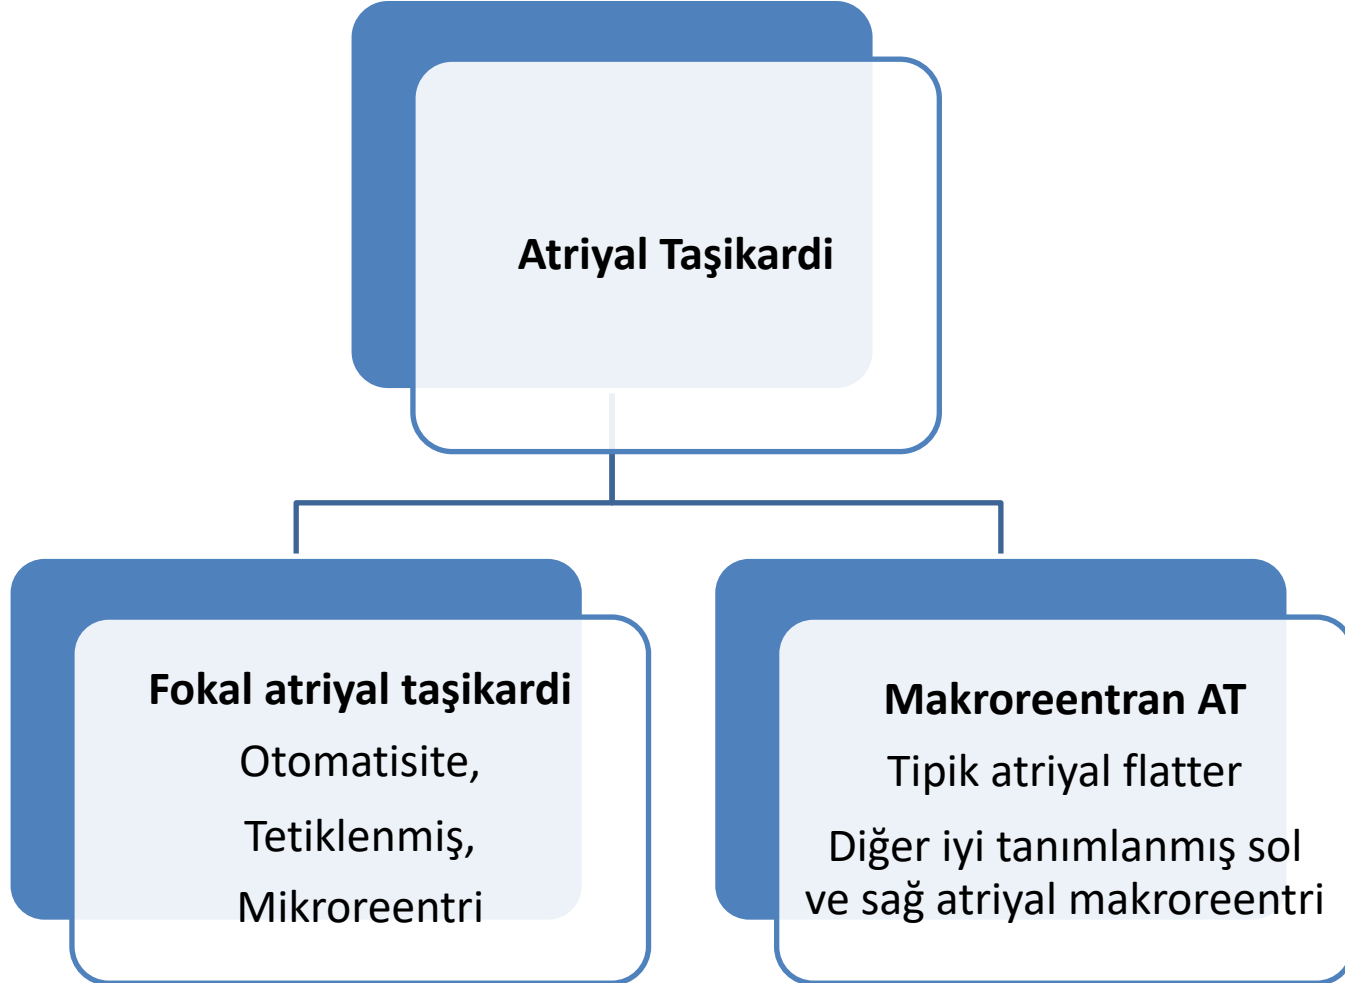 Atriyal Taşikardi
Fokal atriyal taşikardi
Otomatisite,
Tetiklenmiş,
Mikroreentri
Makroreentran AT
Tipik atriyal flatter
Diğer iyi tanımlanmış sol
ve sağ atriyal makroreentri